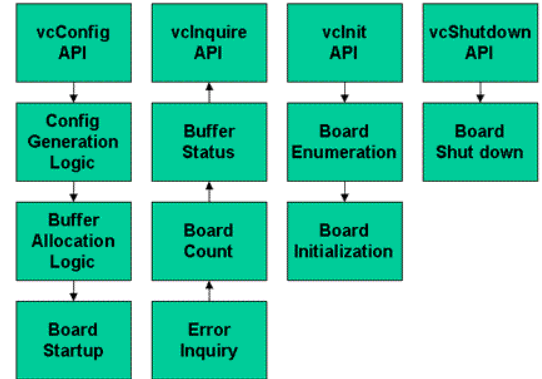 vcConfig
API
vcInquire
API
vcInit
API
vcShutdown
API
Config
Generation
Logic
Buffer
Status
Board
Enumeration
Board
Shut down
Buffer
Allocation
Logic
Board
Count
Board
Initialization
Board
Startup
Error
Inquiry